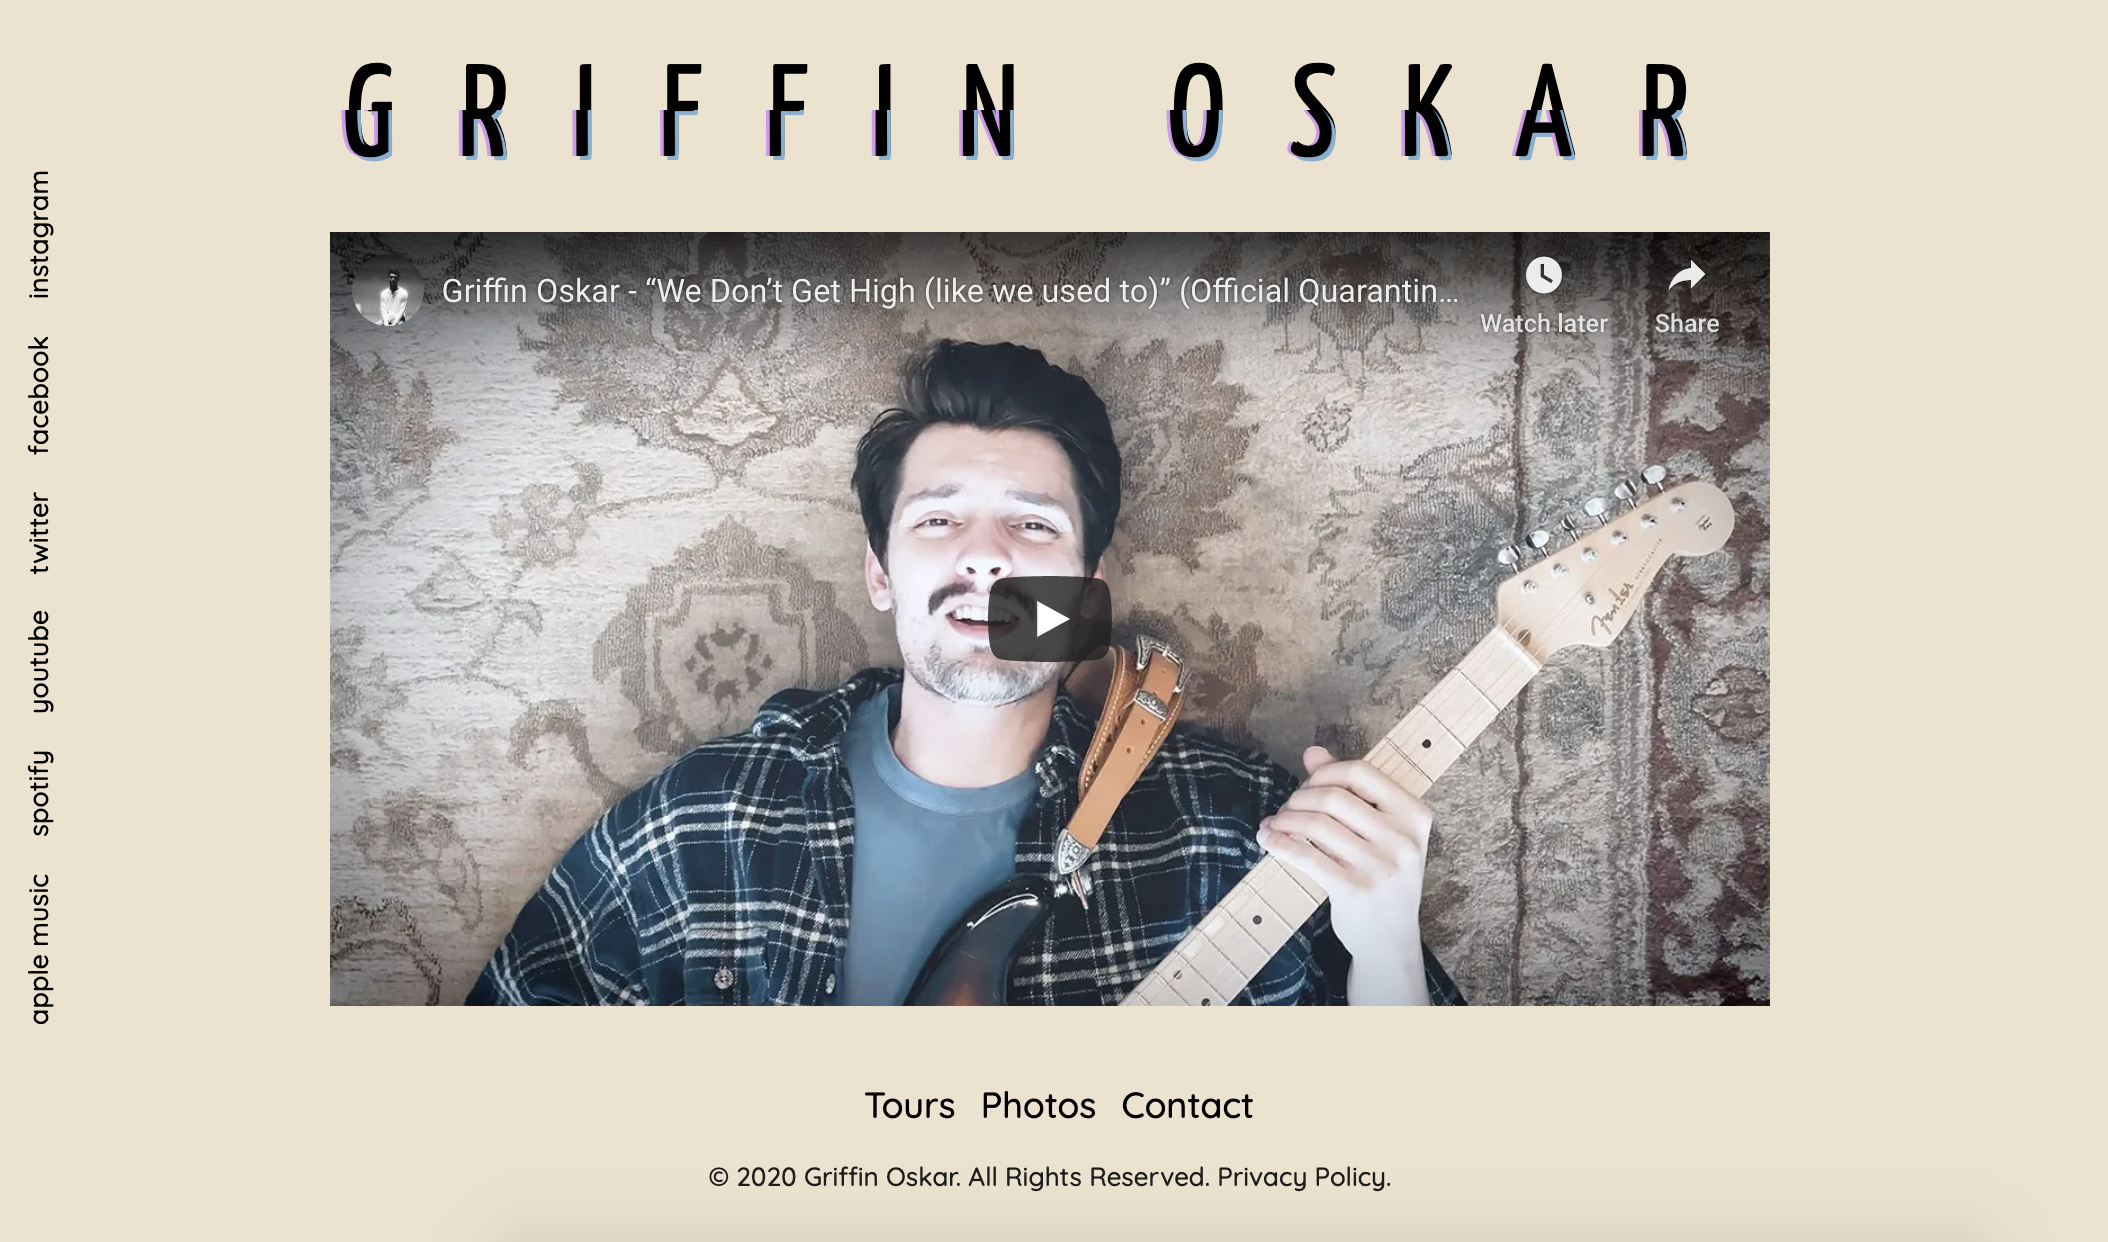 GRIFFIN OSKAR
instagram
facebook
twitter
youtube
spotify
apple music
Griffin Oskar - “We Don’t Get High (like we used to)” (Official Quarantin...
Watch later
Share
Fender
Tours Photos Contact
© 2020 Griffin Oskar. All Rights Reserved. Privacy Policy.